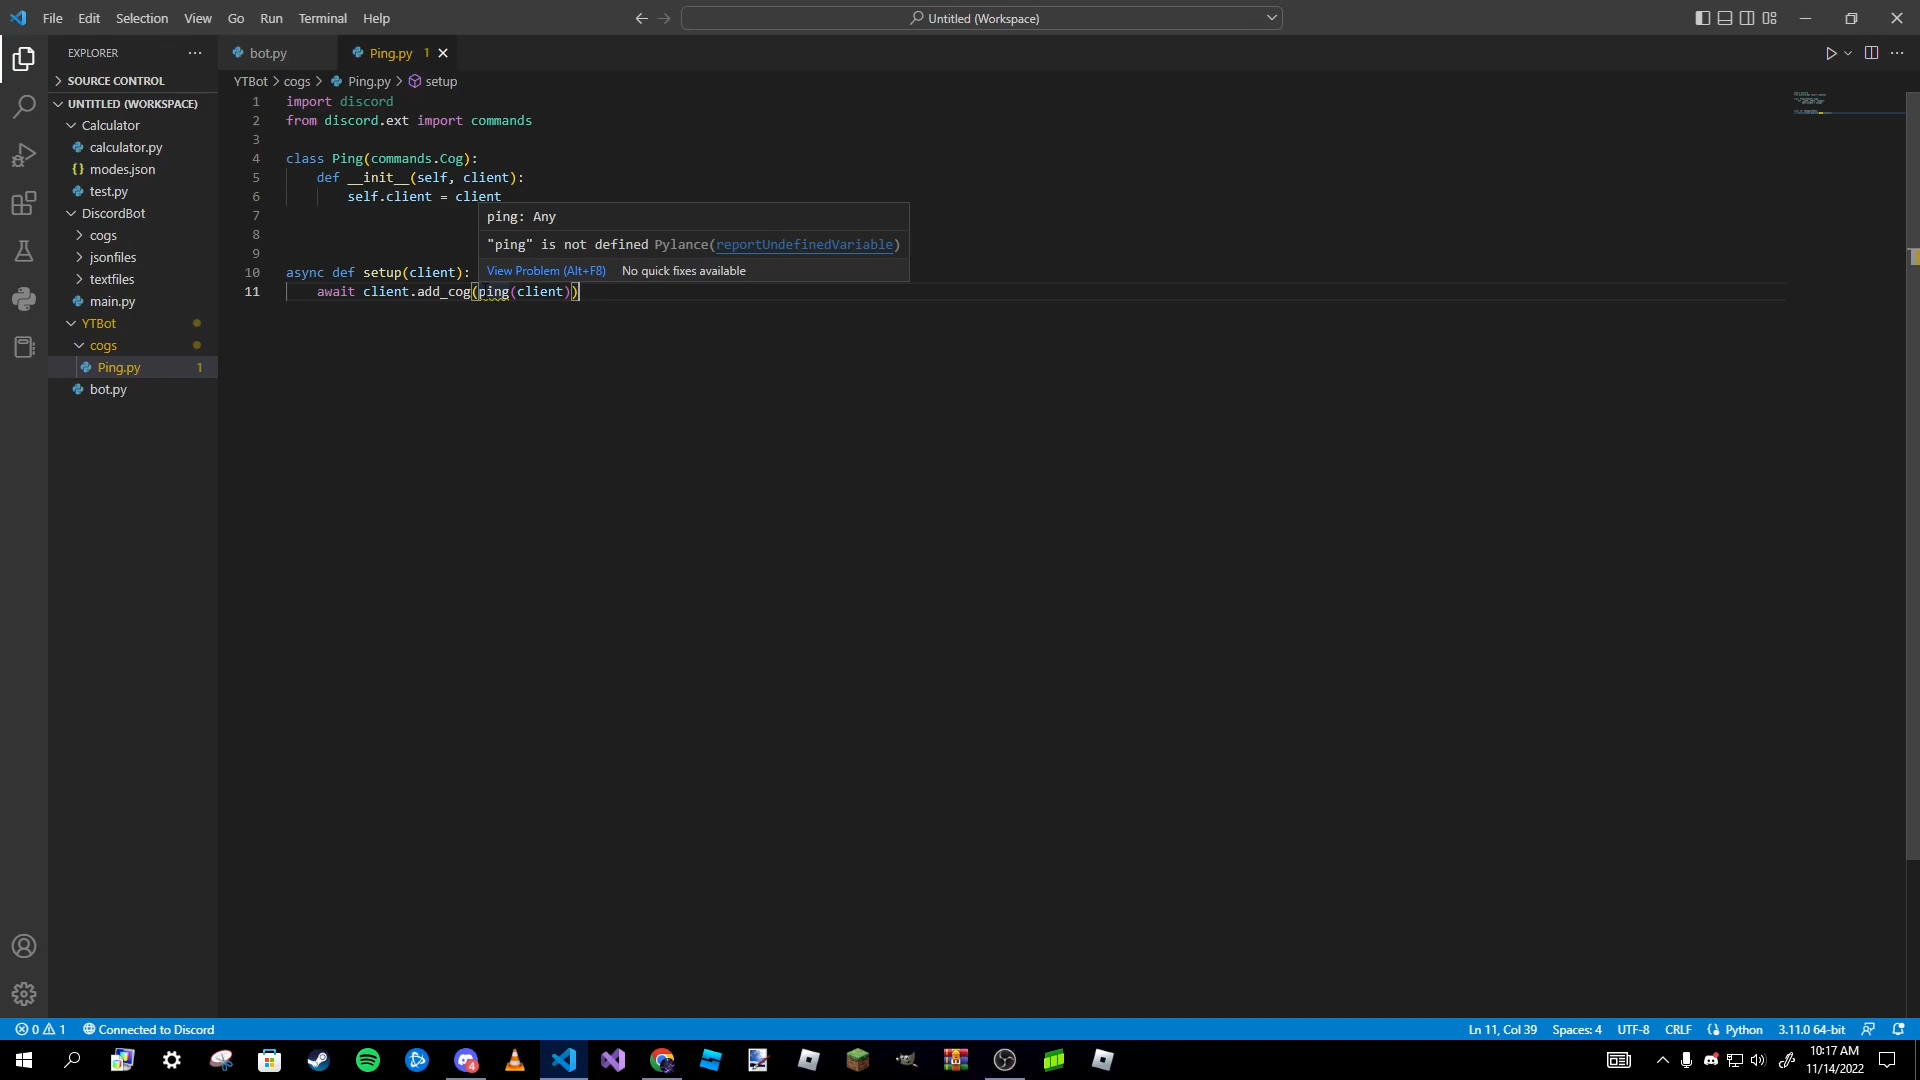 File Edit Selection View Go Run Terminal Help
Untitled (Workspace)
EXPLORER
bot.py
Ping.py 1
SOURCE CONTROL
YTBot > cogs > Ping.py > setup
UNTITLED (WORKSPACE)
Calculator
calculator.py
modes.json
test.py
DiscordBot
cogs
jsonfiles
textfiles
main.py
YTBot
cogs
Ping.py 1
bot.py
1 import discord
2 from discord.ext import commands
3
4 class Ping(commands.Cog):
5 def __init__(self, client):
6 self.client = client
7
8
9
10 async def setup(client):
11 await client.add_cog(ping(client))
ping: Any
"ping" is not defined Pylance(reportUndefinedVariable)
View Problem (Alt+F8) No quick fixes available
0 1 Connected to Discord
Ln 11, Col 39 Spaces: 4 UTF-8 CRLF Python 3.11.0 64-bit
4
10:17 AM
11/14/2022